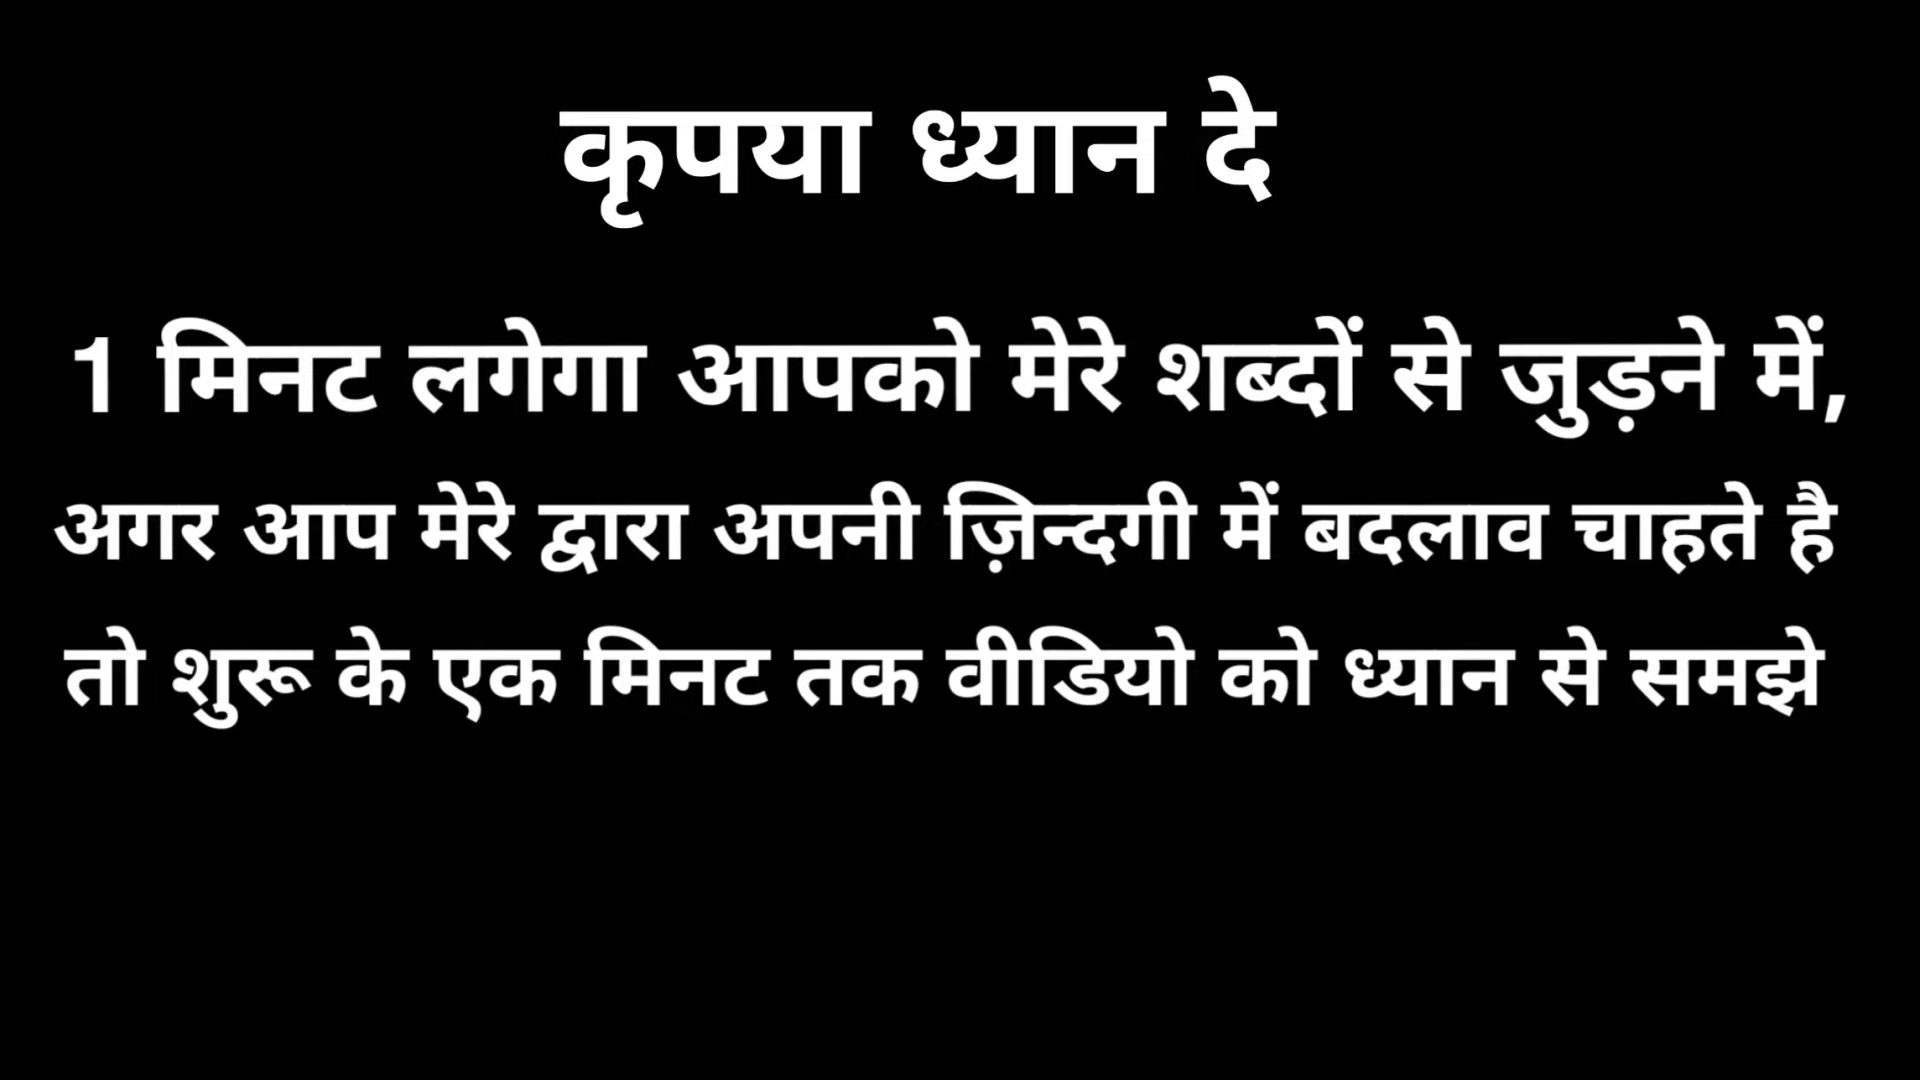 कृपया ध्यान दे
1 मिनट लगेगा आपको मेरे शब्दों से जुड़ने में,
अगर आप मेरे द्वारा अपनी ज़िन्दगी में बदलाव चाहते है
तो शुरू के एक मिनट तक वीडियो को ध्यान से समझे